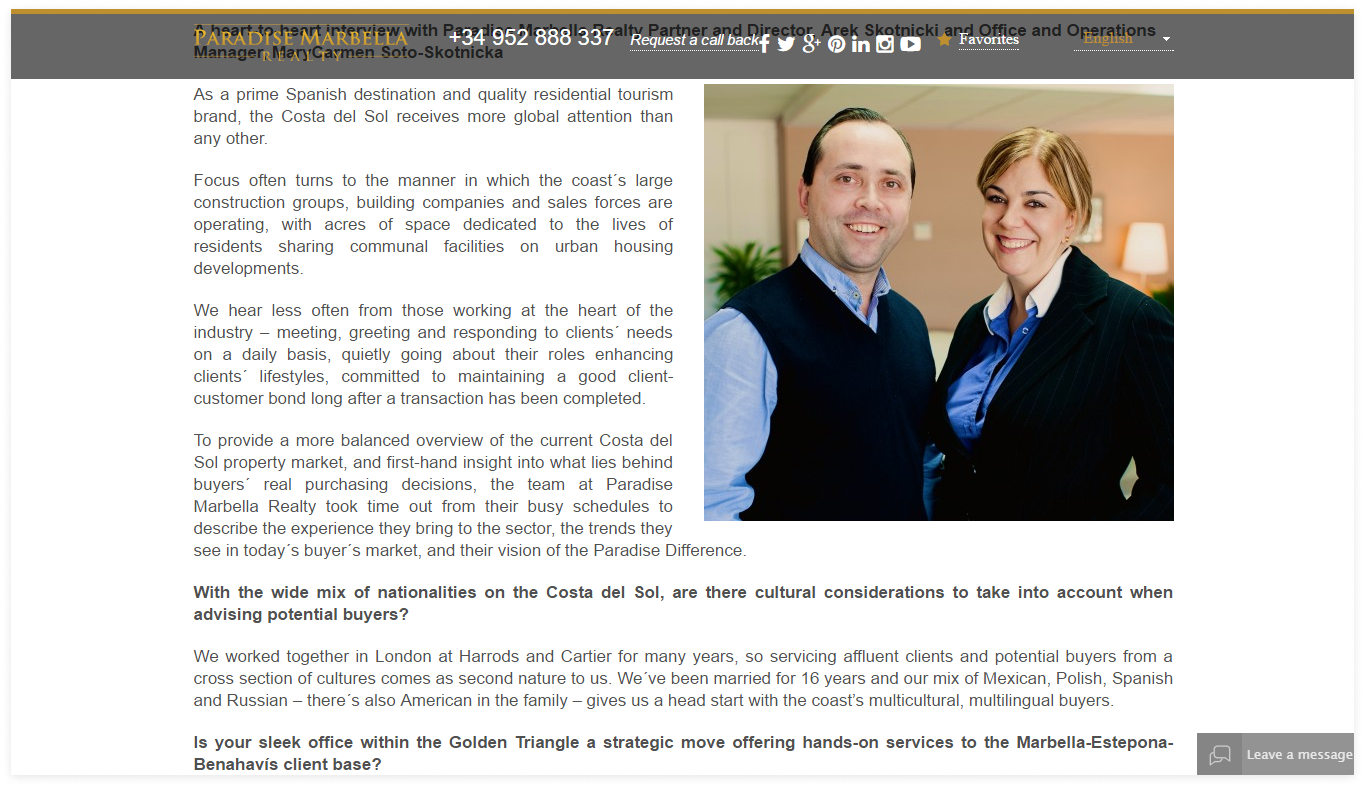 A heart to heart interview with Paradise Marbella Realty Partner and Director, Arek Skotnicki and Office and Operations
Manager, MaryCarmen Soto-Skotnicka
PARADISE MARBELLA
REALTY
+34 952 888 337
Request a call back
Favorites
English
As a prime Spanish destination and quality residential tourism
brand, the Costa del Sol receives more global attention than
any other.
Focus often turns to the manner in which the coast´s large
construction groups, building companies and sales forces are
operating, with acres of space dedicated to the lives of
residents sharing communal facilities on urban housing
developments.
We hear less often from those working at the heart of the
industry – meeting, greeting and responding to clients´ needs
on a daily basis, quietly going about their roles enhancing
clients´ lifestyles, committed to maintaining a good client-
customer bond long after a transaction has been completed.
To provide a more balanced overview of the current Costa del
Sol property market, and first-hand insight into what lies behind
buyers´ real purchasing decisions, the team at Paradise
Marbella Realty took time out from their busy schedules to
describe the experience they bring to the sector, the trends they
see in today´s buyer´s market, and their vision of the Paradise Difference.
With the wide mix of nationalities on the Costa del Sol, are there cultural considerations to take into account when
advising potential buyers?
We worked together in London at Harrods and Cartier for many years, so servicing affluent clients and potential buyers from a
cross section of cultures comes as second nature to us. We´ve been married for 16 years and our mix of Mexican, Polish, Spanish
and Russian – there´s also American in the family – gives us a head start with the coast’s multicultural, multilingual buyers.
Is your sleek office within the Golden Triangle a strategic move offering hands-on services to the Marbella-Estepona-
Benahavís client base?
Leave a message